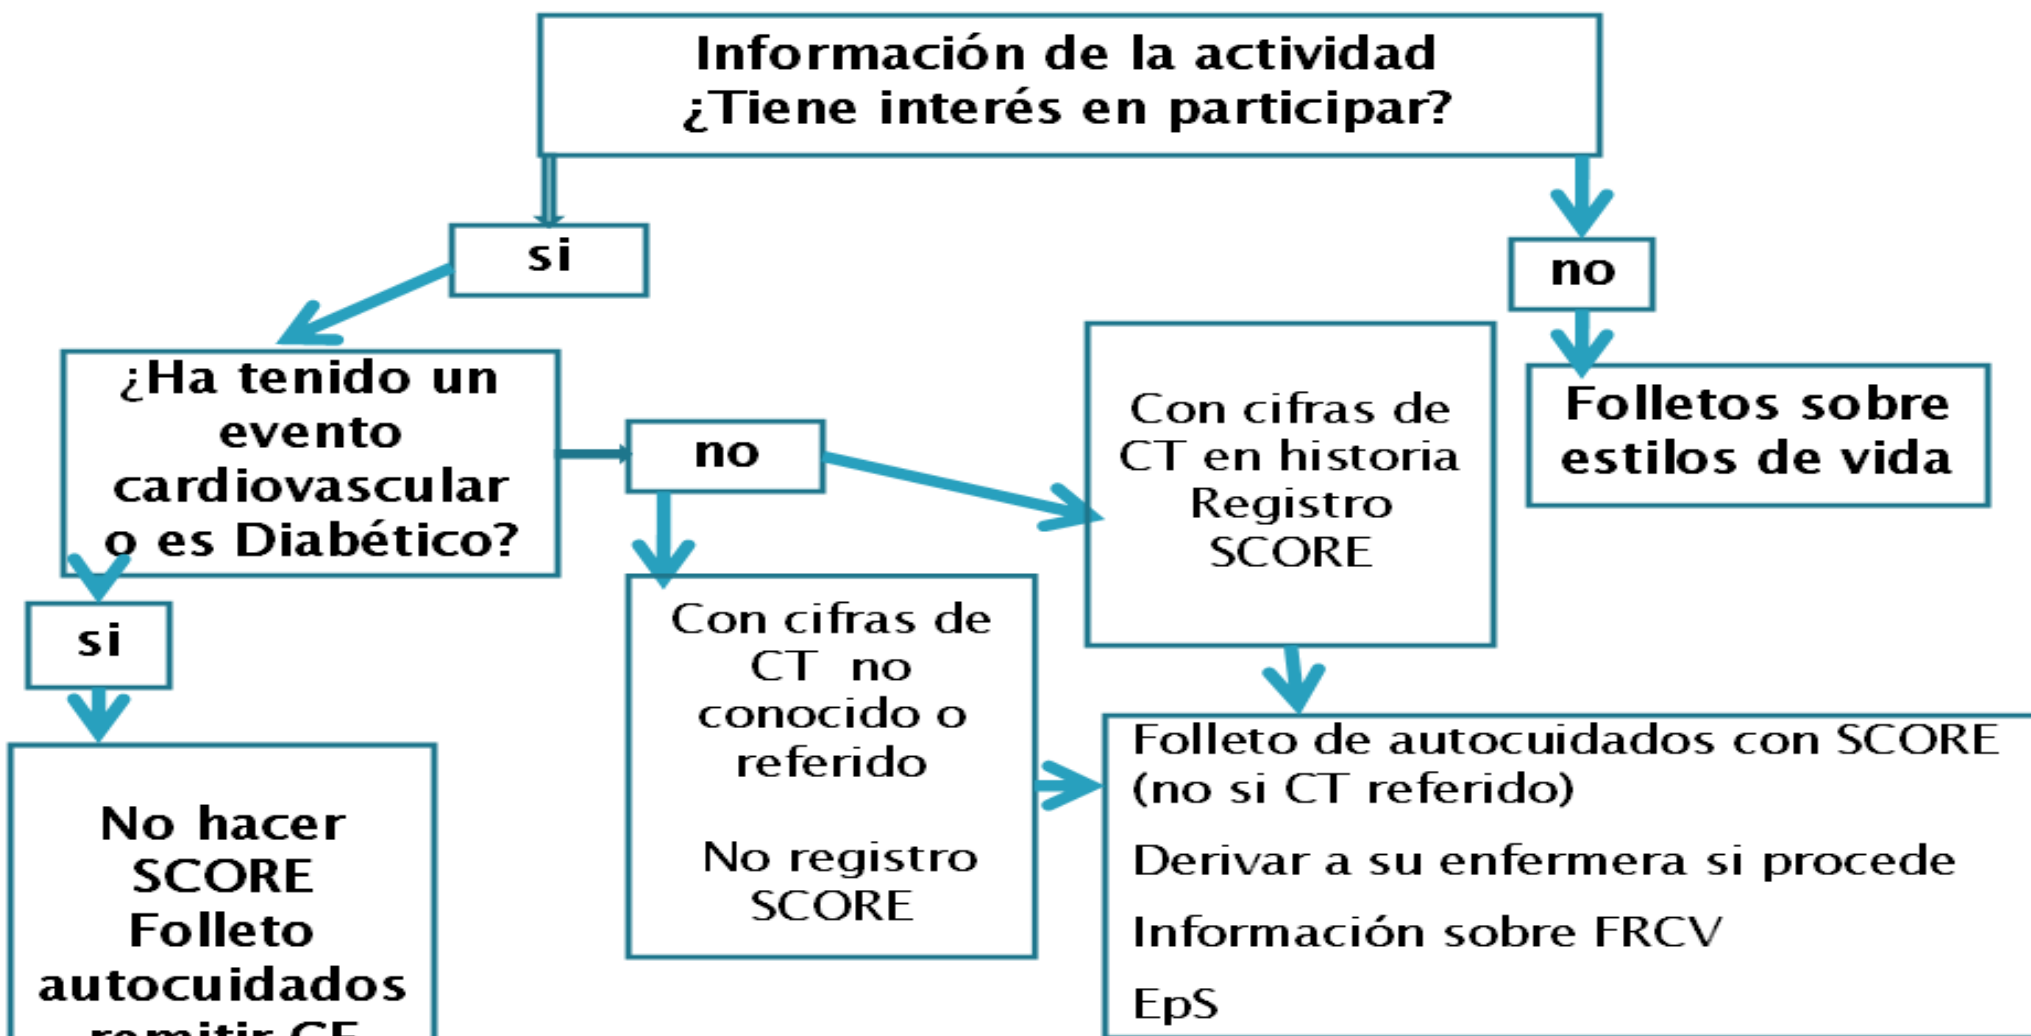 Información de la actividad
¿Tiene interés en participar?
si
no
¿Ha tenido un
evento
cardiovascular
o es Diabético?
no
Con cifras de
CT en historia
Registro
SCORE
Folletos sobre
estilos de vida
si
Con cifras de
CT no
conocido o
referido
No registro
SCORE
Folleto de autocuidados con SCORE
(no si CT referido)
Derivar a su enfermera si procede
Información sobre FRCV
EpS
No hacer
SCORE
Folleto
autocuidados
remitir